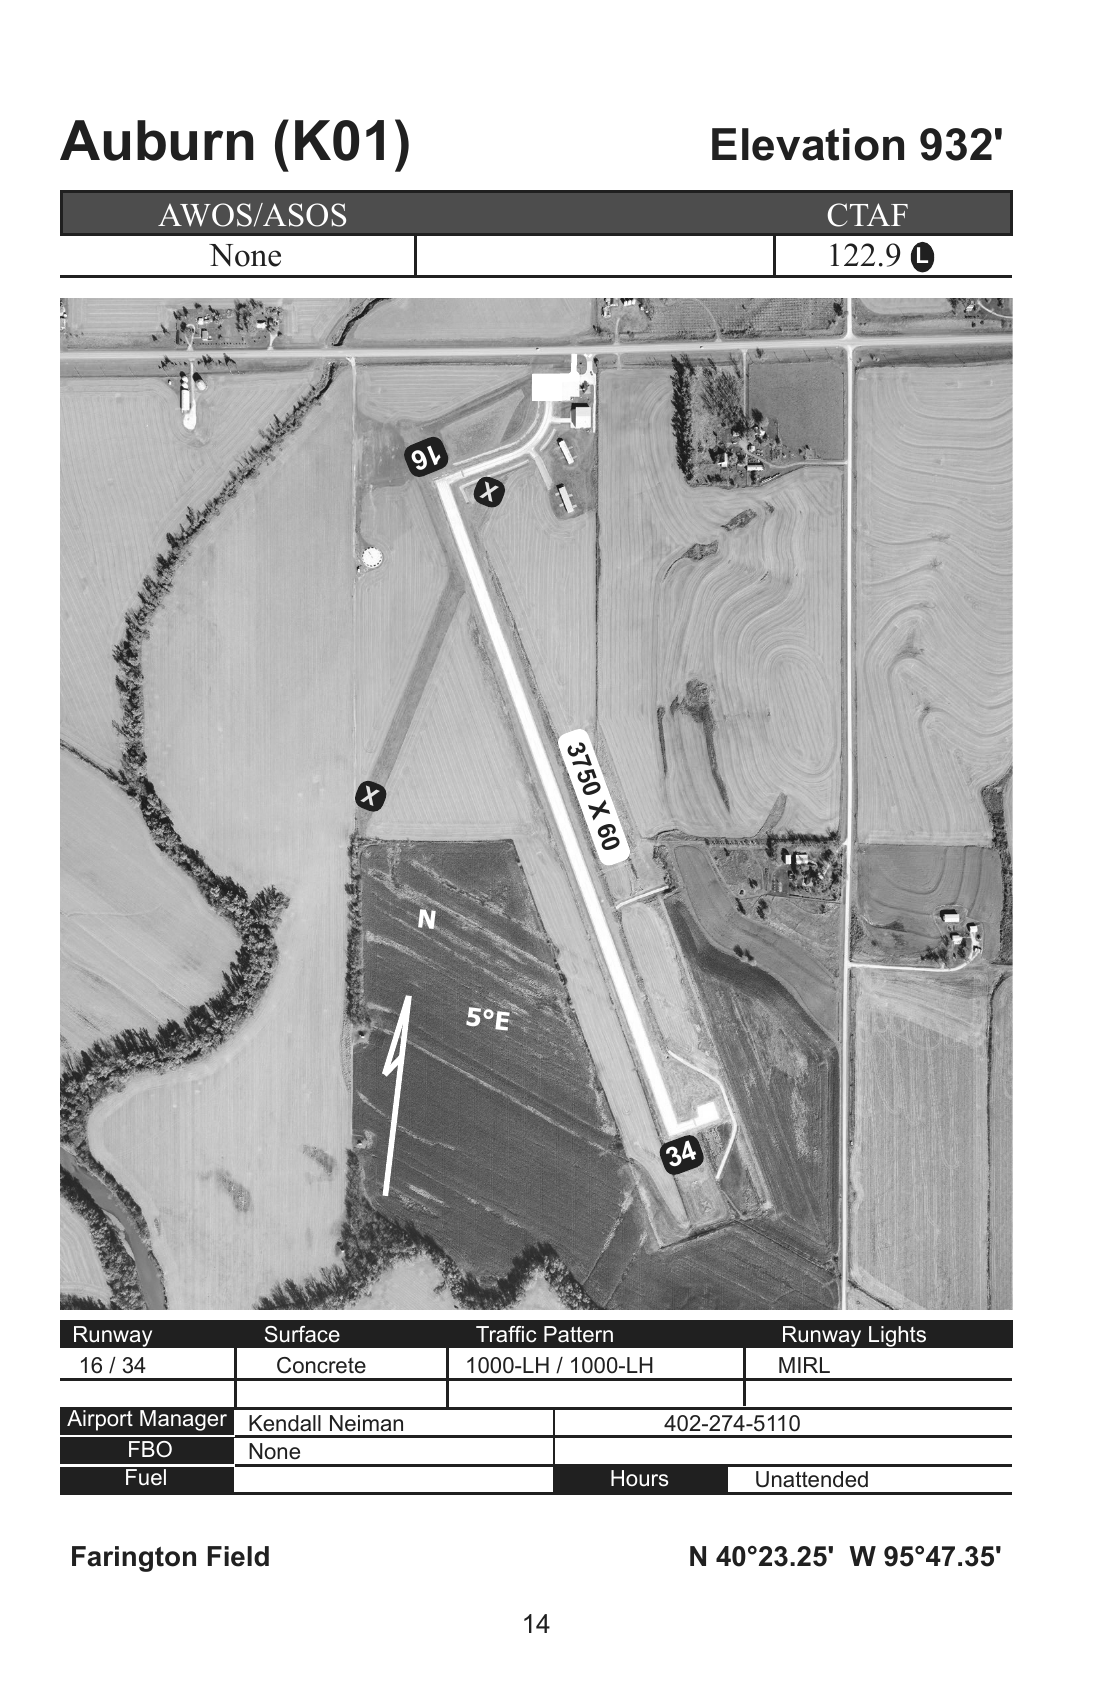 Auburn (K01) Elevation 932'
AWOS/ASOS CTAF
None 122.9 L
16
X
3750 X 60
X
N
5°E
34
Runway Surface Traffic Pattern Runway Lights
16 / 34 Concrete 1000-LH / 1000-LH MIRL
Airport Manager Kendall Neiman 402-274-5110
FBO None
Fuel Hours Unattended
Farington Field N 40°23.25' W 95°47.35'
14